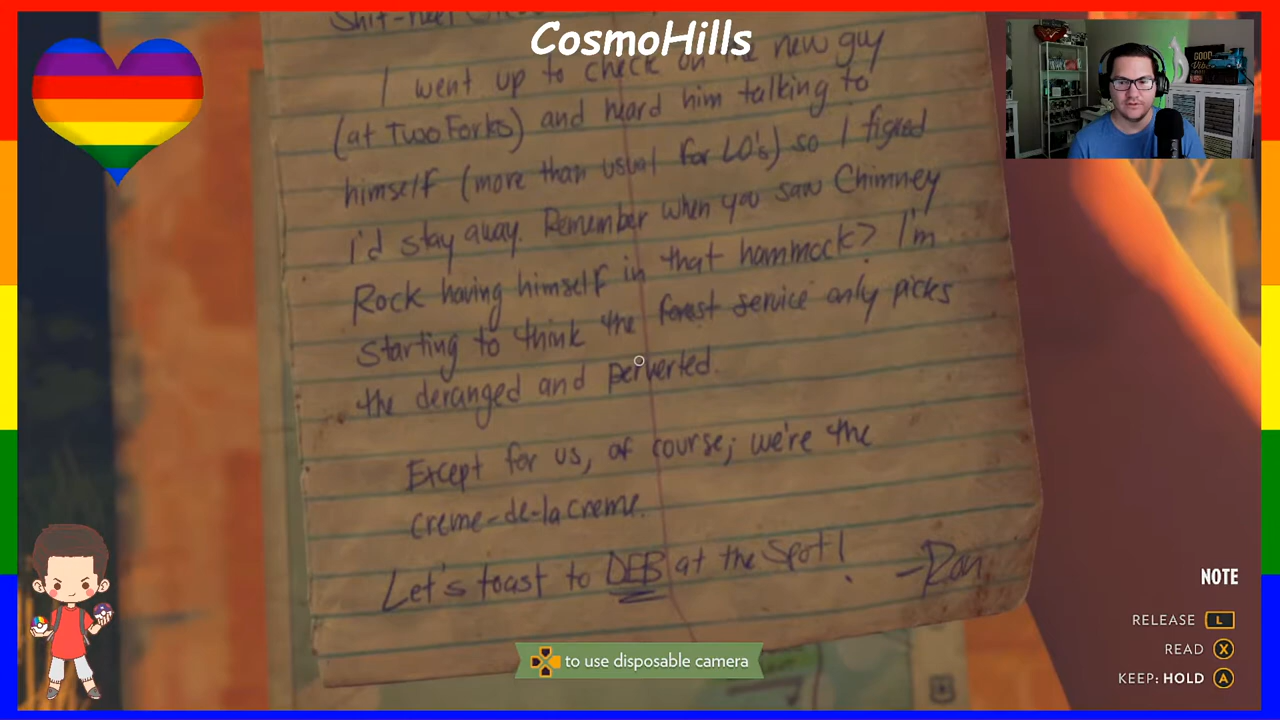 CosmoHills
I went up to check on the new guy
(at Two Forks) and heard him talking to
himself (more than usual for LO's) so I figred
I'd stay away. Remember when you saw Chimney
Rock having himself in that hammock? I'm
starting to think the forest service only picks
the deranged and perverted.
Except for us, of course; we're the
creme-de-la creme.
Let's toast to DEB at the Spot!
-Ron
NOTE
RELEASE L
READ X
KEEP: HOLD A
to use disposable camera
GOOD